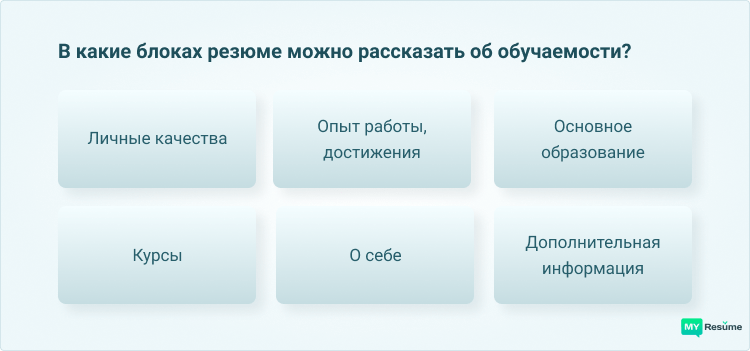 В какие блоках резюме можно рассказать об обучаемости?
Личные качества
Опыт работы,
достижения
Основное
образование
Курсы
О себе
Дополнительная
информация
MY Resume